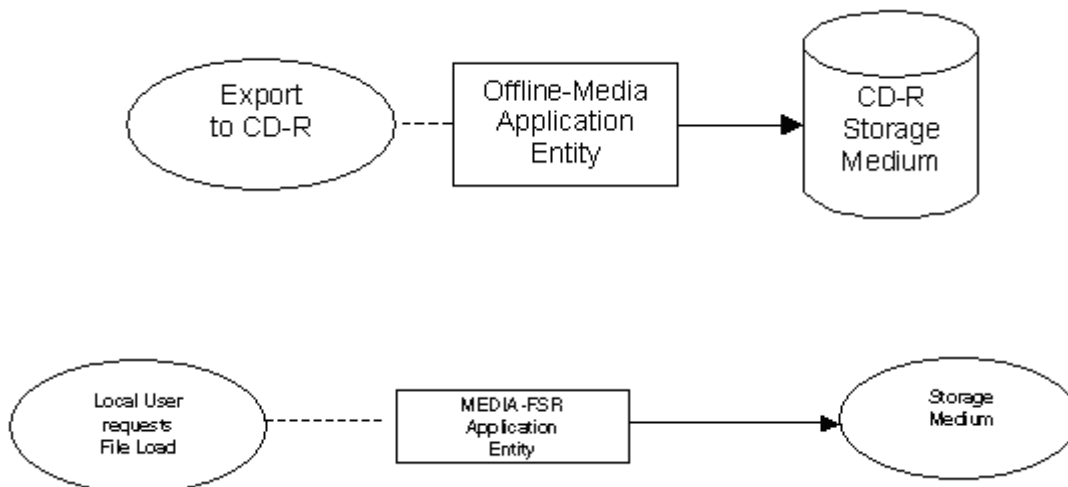 Export
to CD-R
Offline-Media
Application
Entity
CD-R
Storage
Medium
Local User
requests
File Load
MEDIA-FSR
Application
Entity
Storage
Medium